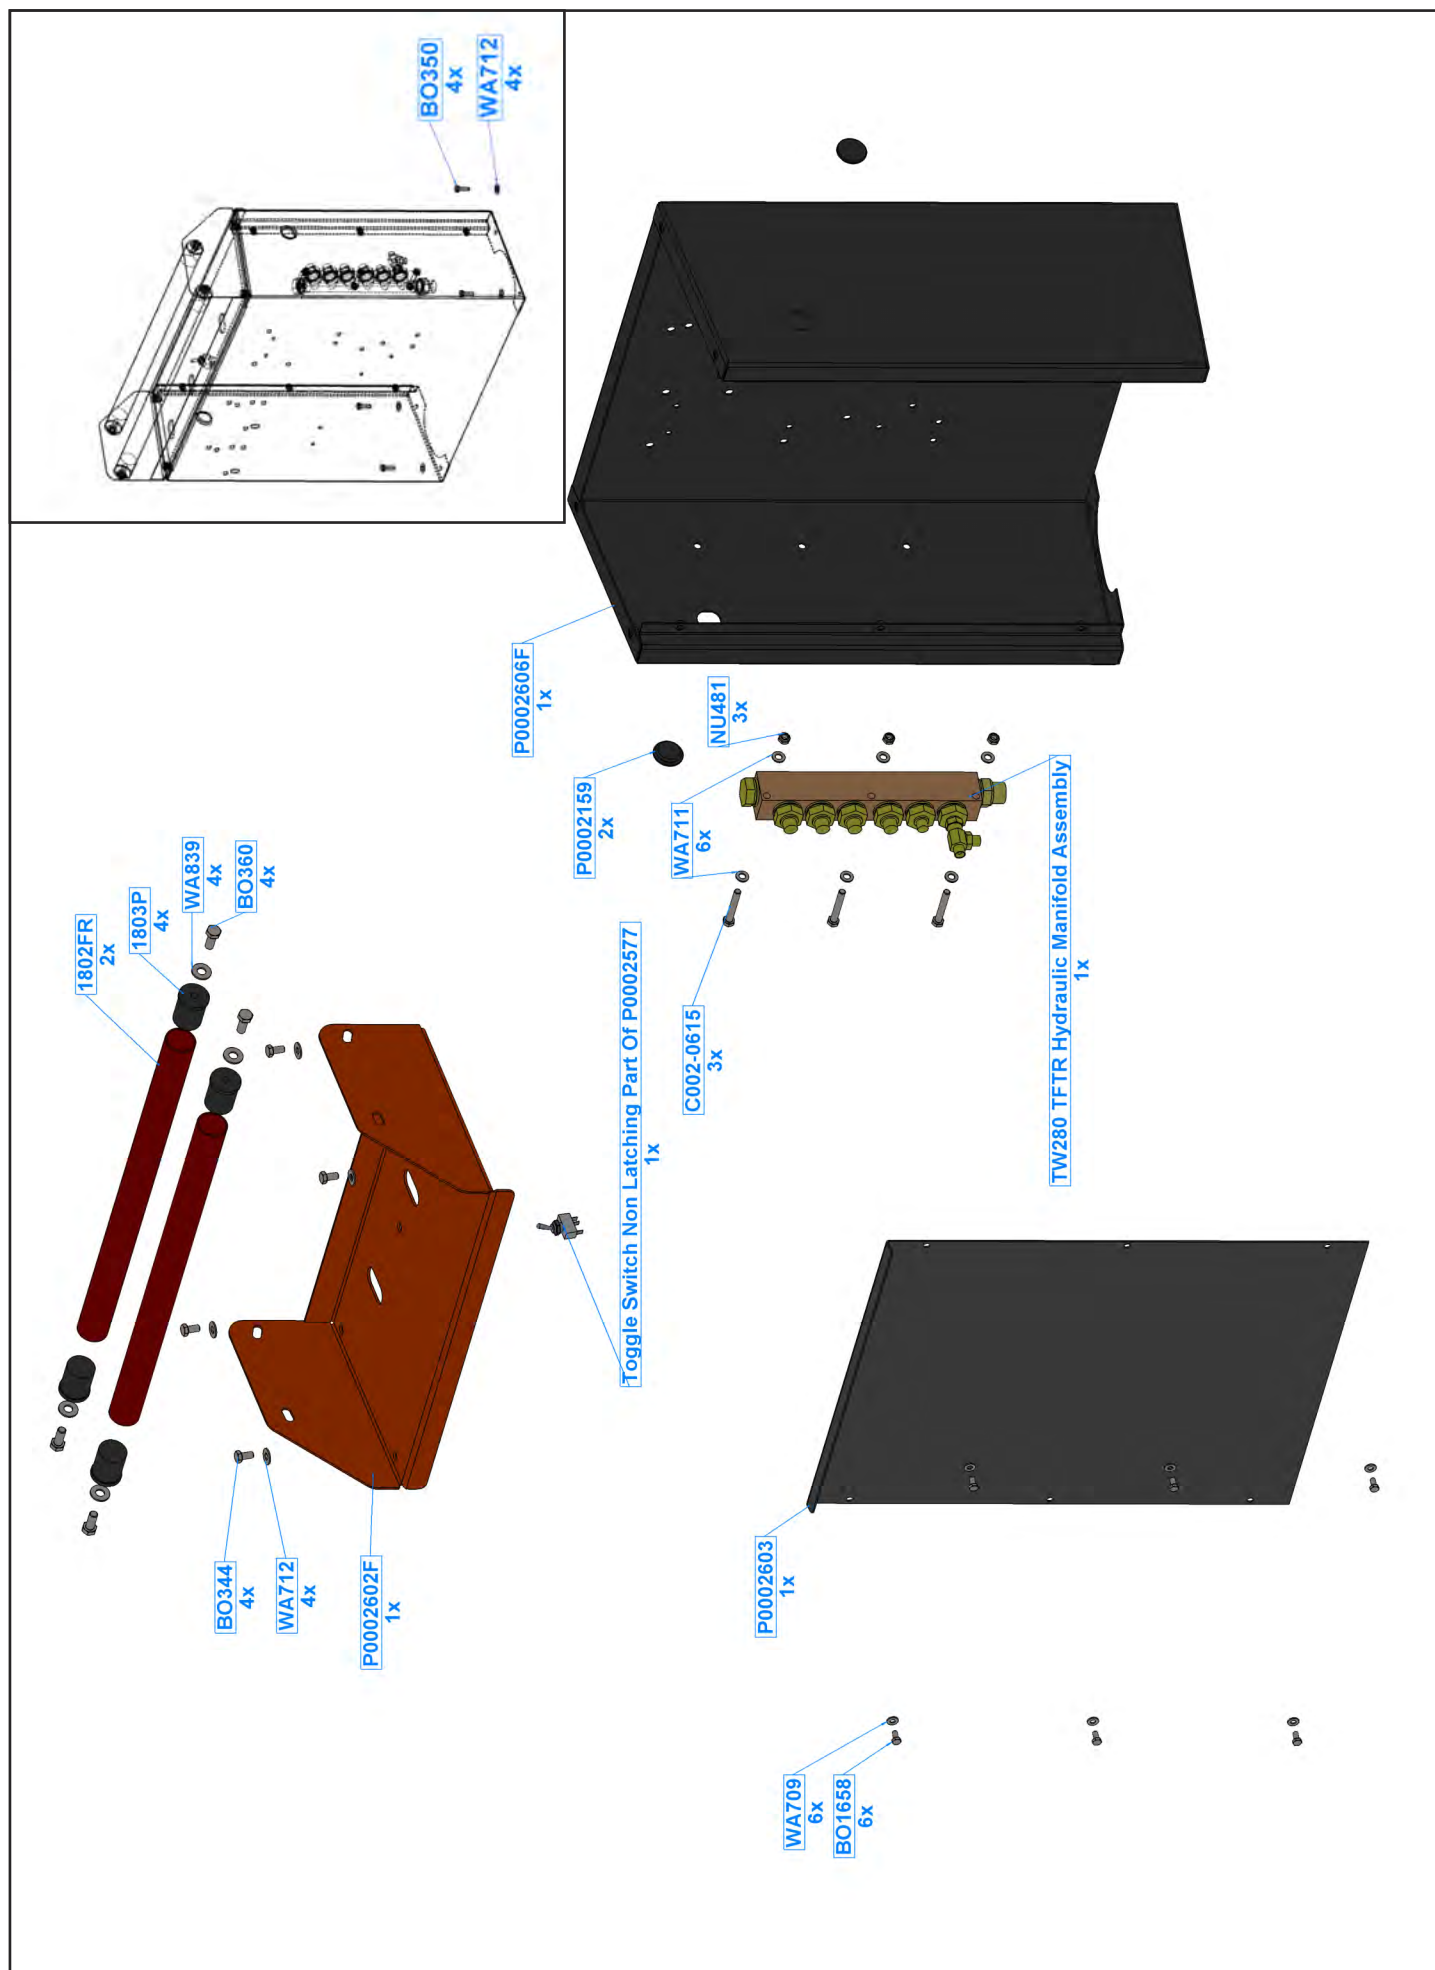 BO350
4x
WA712
4x
P0002606F
1x
NU481
3x
P0002159
2x
WA711
6x
TW280 TFTR Hydraulic Manifold Assembly
1x
C002-0615
3x
1802FR
2x
1803P
4x
WA839
4x
BO360
4x
Toggle Switch Non Latching Part Of P0002577
1x
BO344
4x
WA712
4x
P0002602F
1x
P0002603
1x
WA709
6x
BO1658
6x